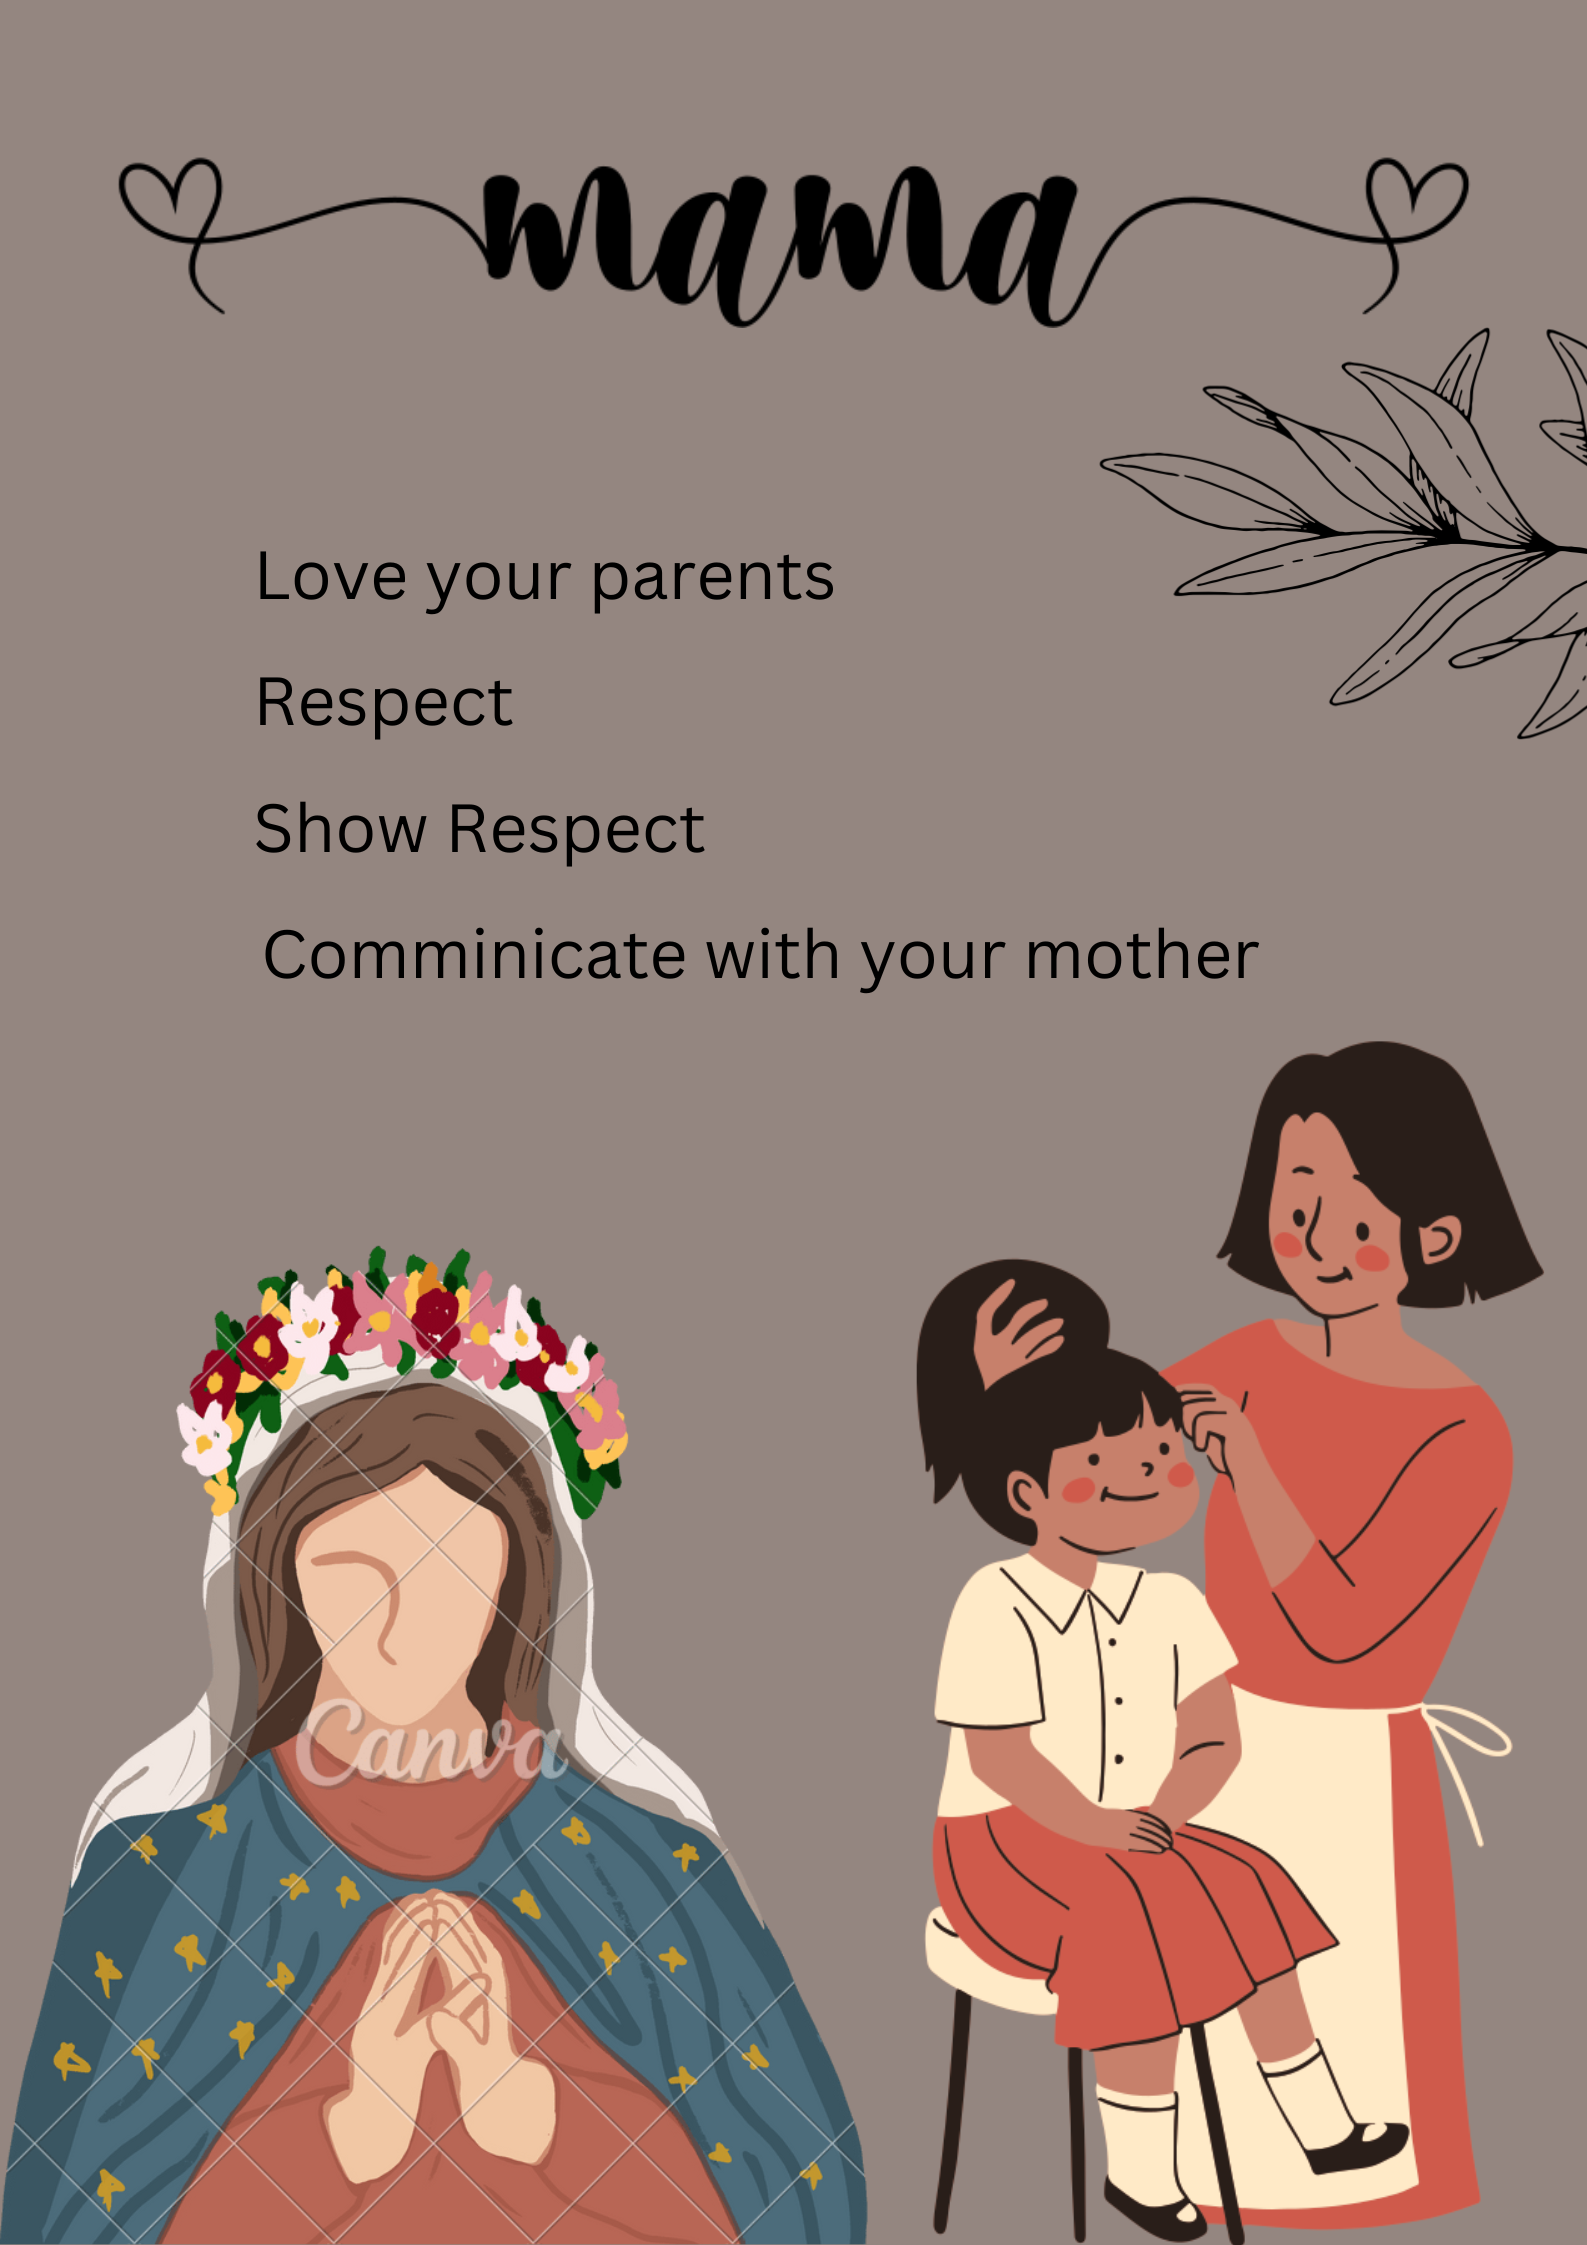 mama
Love your parents
Respect
Show Respect
Comminicate with your mother
Canva